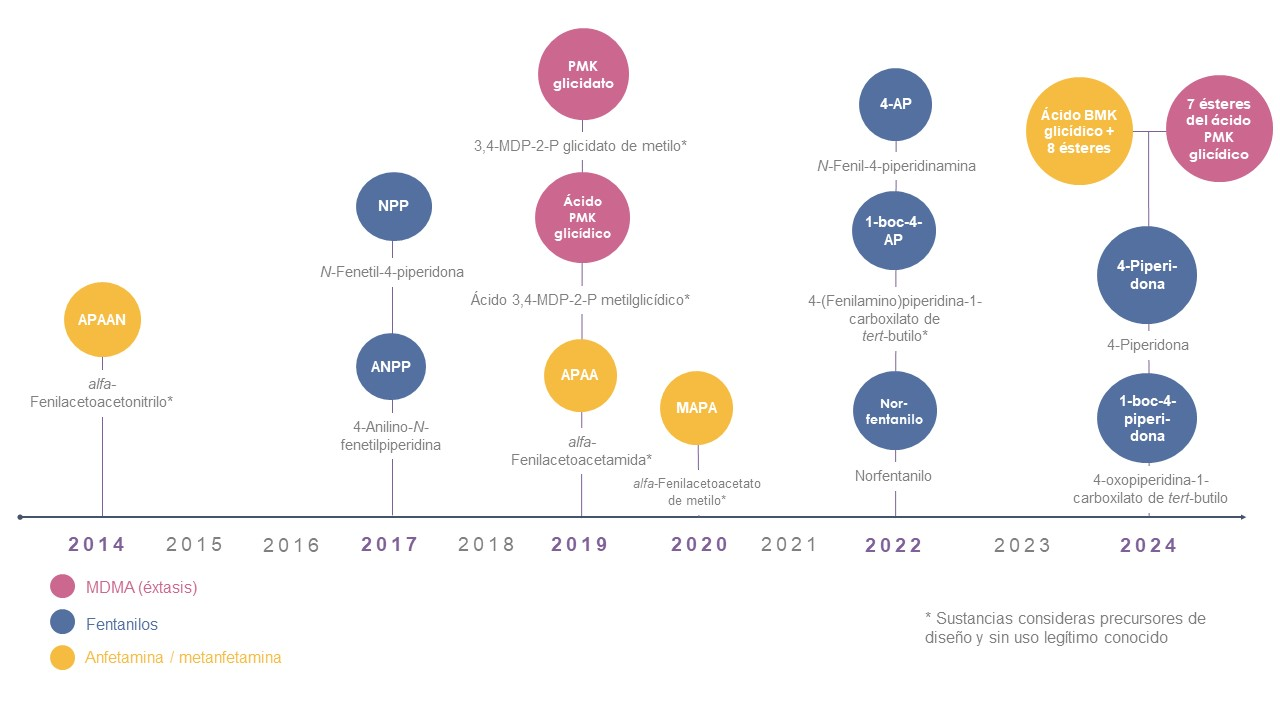 APAAN
alfa-
Fenilacetoacetonitrilo*
NPP
N-Fenetil-4-piperidona
ANPP
4-Anilino-N-
fenetilpiperidina
PMK
glicidato
3,4-MDP-2-P glicidato de metilo*
Ácido
PMK
glicídico
Ácido 3,4-MDP-2-P metilglicídico*
APAA
alfa-
Fenilacetoacetamida*
MAPA
alfa-Fenilacetoacetato
de metilo*
4-AP
N-Fenil-4-piperidinamina
1-boc-4-
AP
4-(Fenilamino)piperidina-1-
carboxilato de
tert-butilo*
Nor-
fentanilo
Norfentanilo
Ácido BMK
glicídico +
8 ésteres
7 ésteres
del ácido
PMK
glicídico
4-Piperi-
dona
4-Piperidona
1-boc-4-
piperi-
dona
4-oxopiperidina-1-
carboxilato de tert-butilo
2014 2015 2016 2017 2018 2019 2020 2021 2022 2023 2024
MDMA (éxtasis)
Fentanilos
Anfetamina / metanfetamina
* Sustancias consideras precursores de
diseño y sin uso legítimo conocido